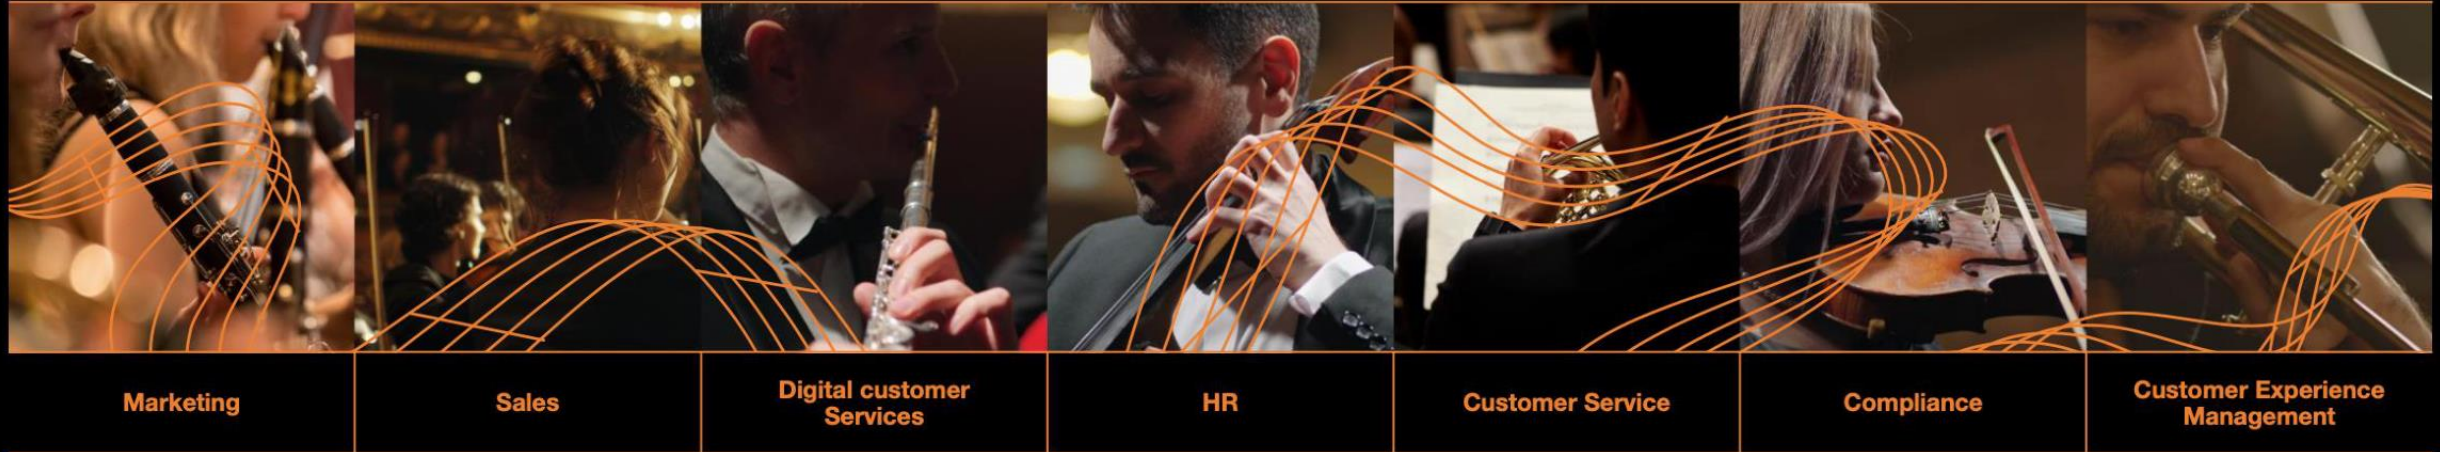 Marketing
Sales
Digital customer
Services
HR
Customer Service
Compliance
Customer Experience
Management